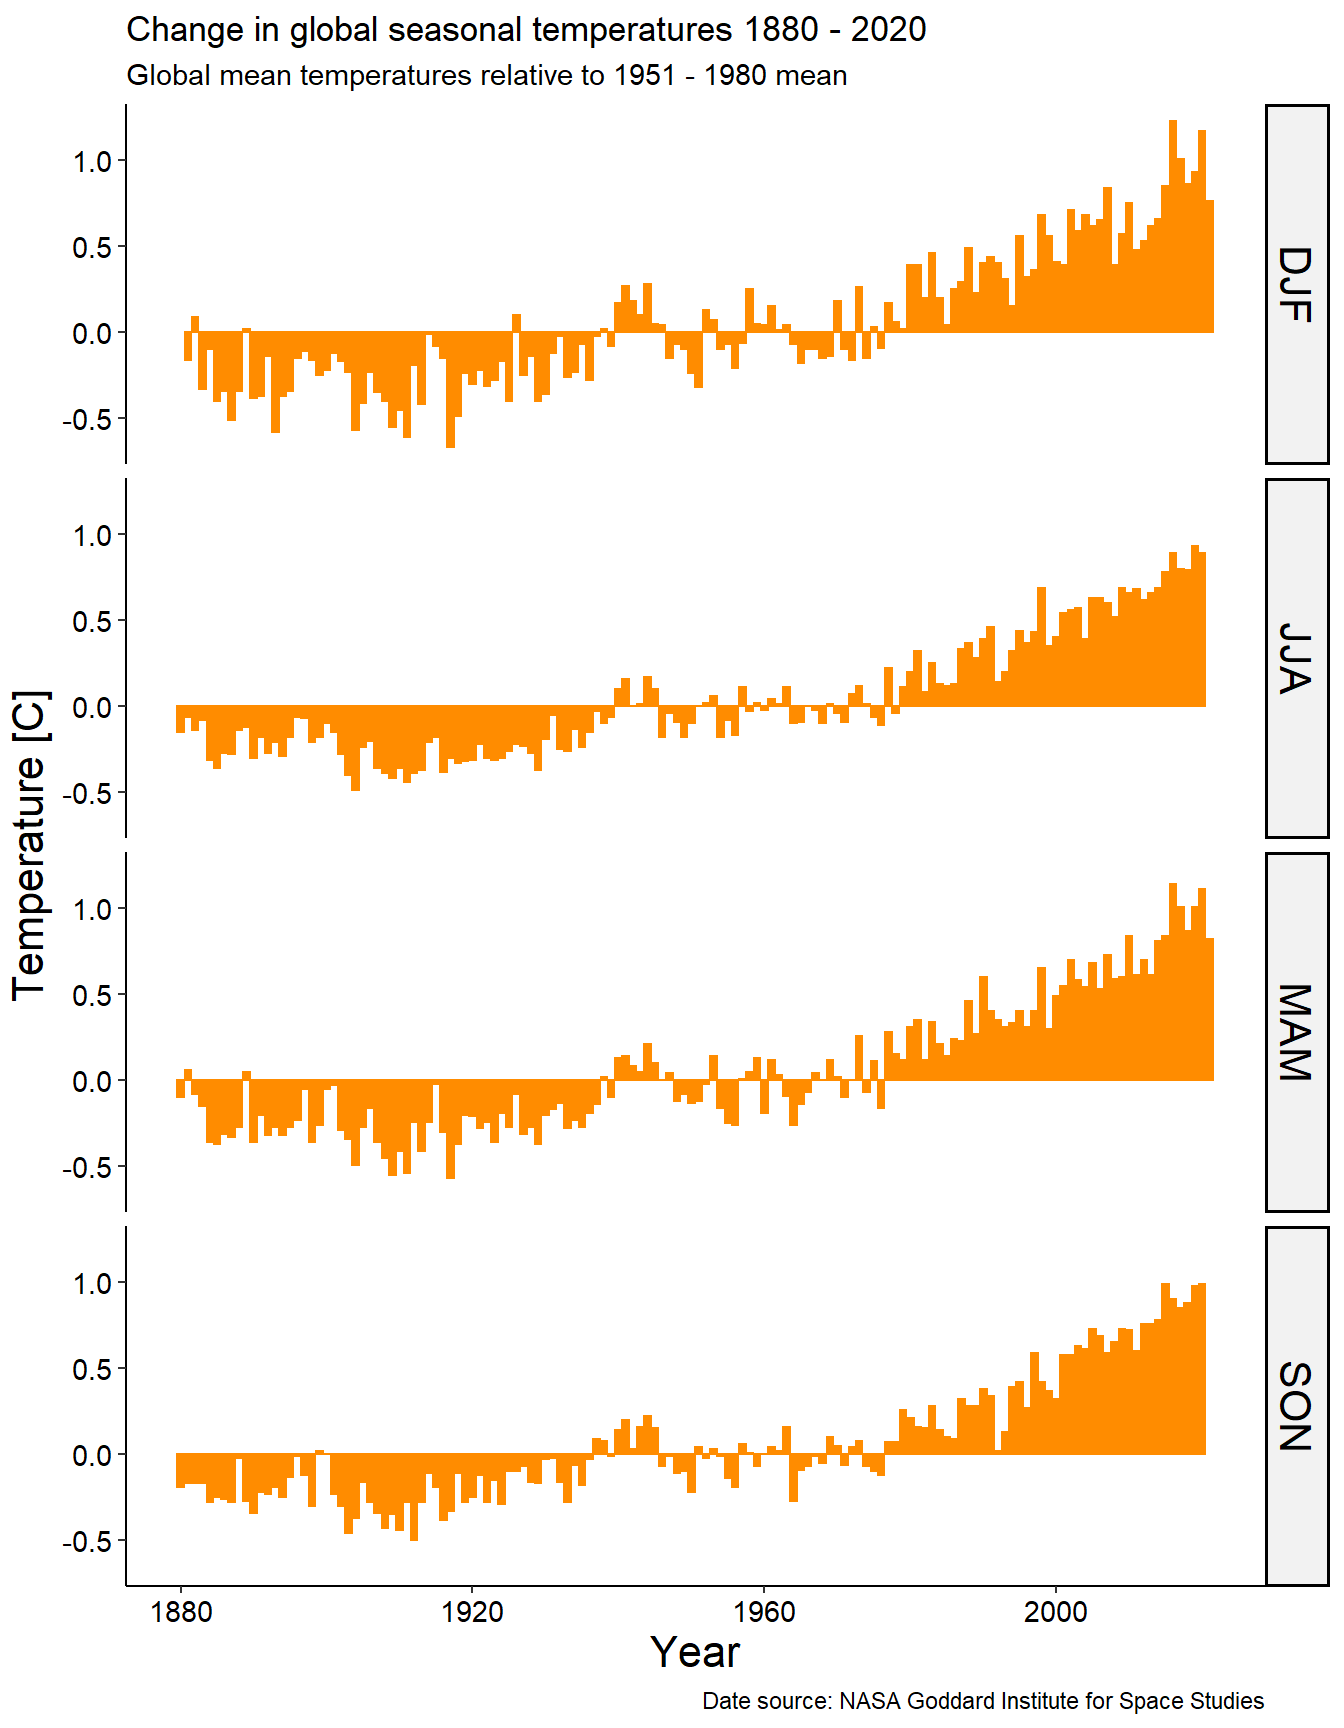 Change in global seasonal temperatures 1880 - 2020
Global mean temperatures relative to 1951 - 1980 mean
1.0
0.5
0.0
-0.5
DJF
1.0
0.5
0.0
-0.5
JJA
Temperature [C]
1.0
0.5
0.0
-0.5
MAM
1.0
0.5
0.0
-0.5
SON
1880 1920 1960 2000
Year
Date source: NASA Goddard Institute for Space Studies